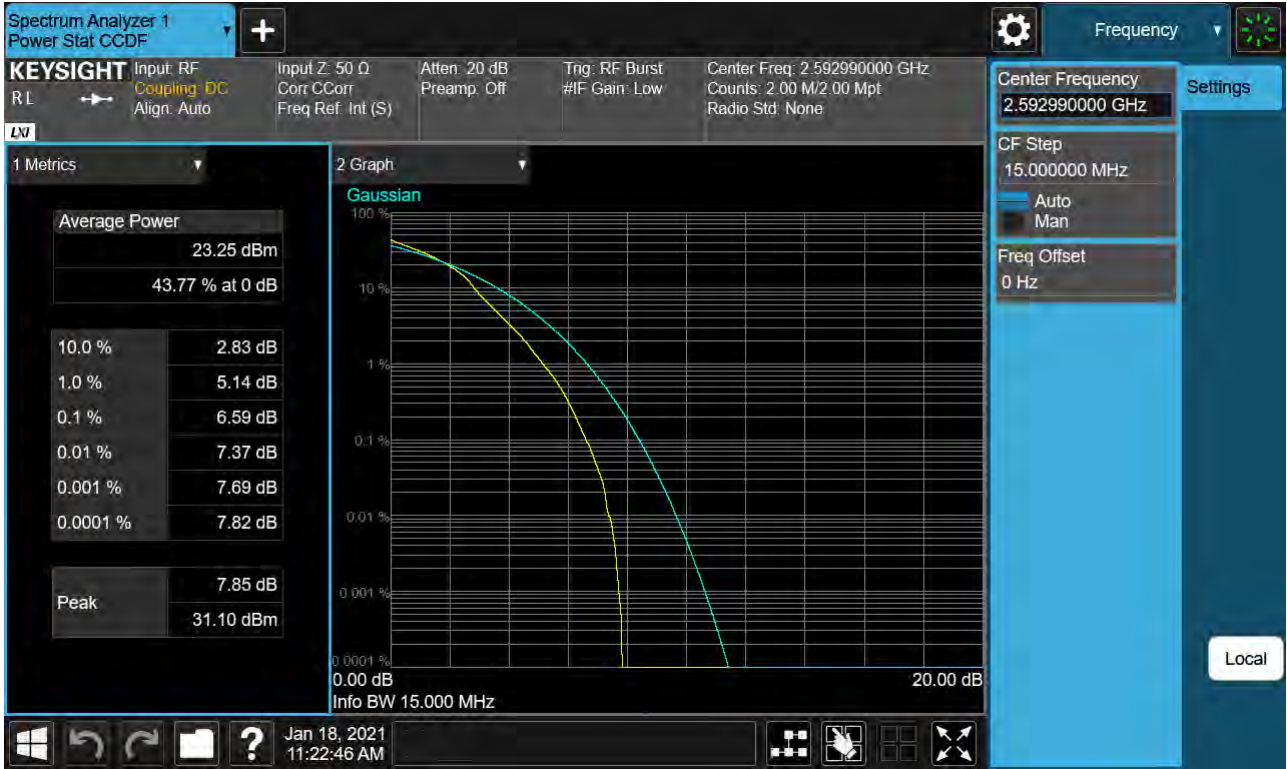 Spectrum Analyzer 1
Power Stat CCDF
Frequency
KEYSIGHT
RL
LXI
Input: RF
Coupling: DC
Align: Auto
Input Z: 50 Ω
Corr CCorr
Freq Ref: Int (S)
Atten: 20 dB
Preamp: Off
Trig: RF Burst
#IF Gain: Low
Center Freq: 2.592990000 GHz
Counts: 2.00 M/2.00 Mpt
Radio Std: None
Center Frequency
2.592990000 GHz
Settings
CF Step
15.000000 MHz
Auto
Man
Freq Offset
0 Hz
Local
1 Metrics
Average Power
23.25 dBm
43.77 % at 0 dB
10.0 % 2.83 dB
1.0 % 5.14 dB
0.1 % 6.59 dB
0.01 % 7.37 dB
0.001 % 7.69 dB
0.0001 % 7.82 dB
Peak 7.85 dB
31.10 dBm
2 Graph
Gaussian
100 %
10 %
1 %
0.1 %
0.01 %
0.001 %
0.0001 %
0.00 dB 20.00 dB
Info BW 15.000 MHz
?
Jan 18, 2021
11:22:46 AM